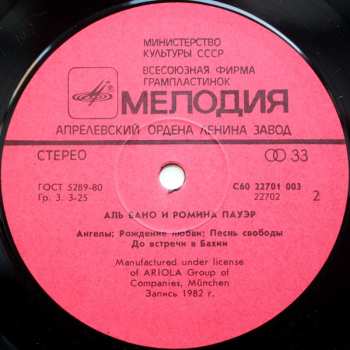 МИНИСТЕРСТВО
КУЛЬТУРЫ СССР
ВСЕСОЮЗНАЯ ФИРМА
ГРАМПЛАСТИНОК
МЕЛОДИЯ
АПРЕЛЕВСКИЙ ОРДЕНА ЛЕНИНА ЗАВОД
СТЕРЕО
33
ГОСТ 5289-80
Гр. 3. 3-25
С60 22701 003
22702
2
АЛЬ БАНО И РОМИНА ПАУЭР
Ангелы; Рождение любви; Песнь свободы
До встречи в Бахии
Manufactured under license
of ARIOLA Group of
Companies, München
Запись 1982 г.